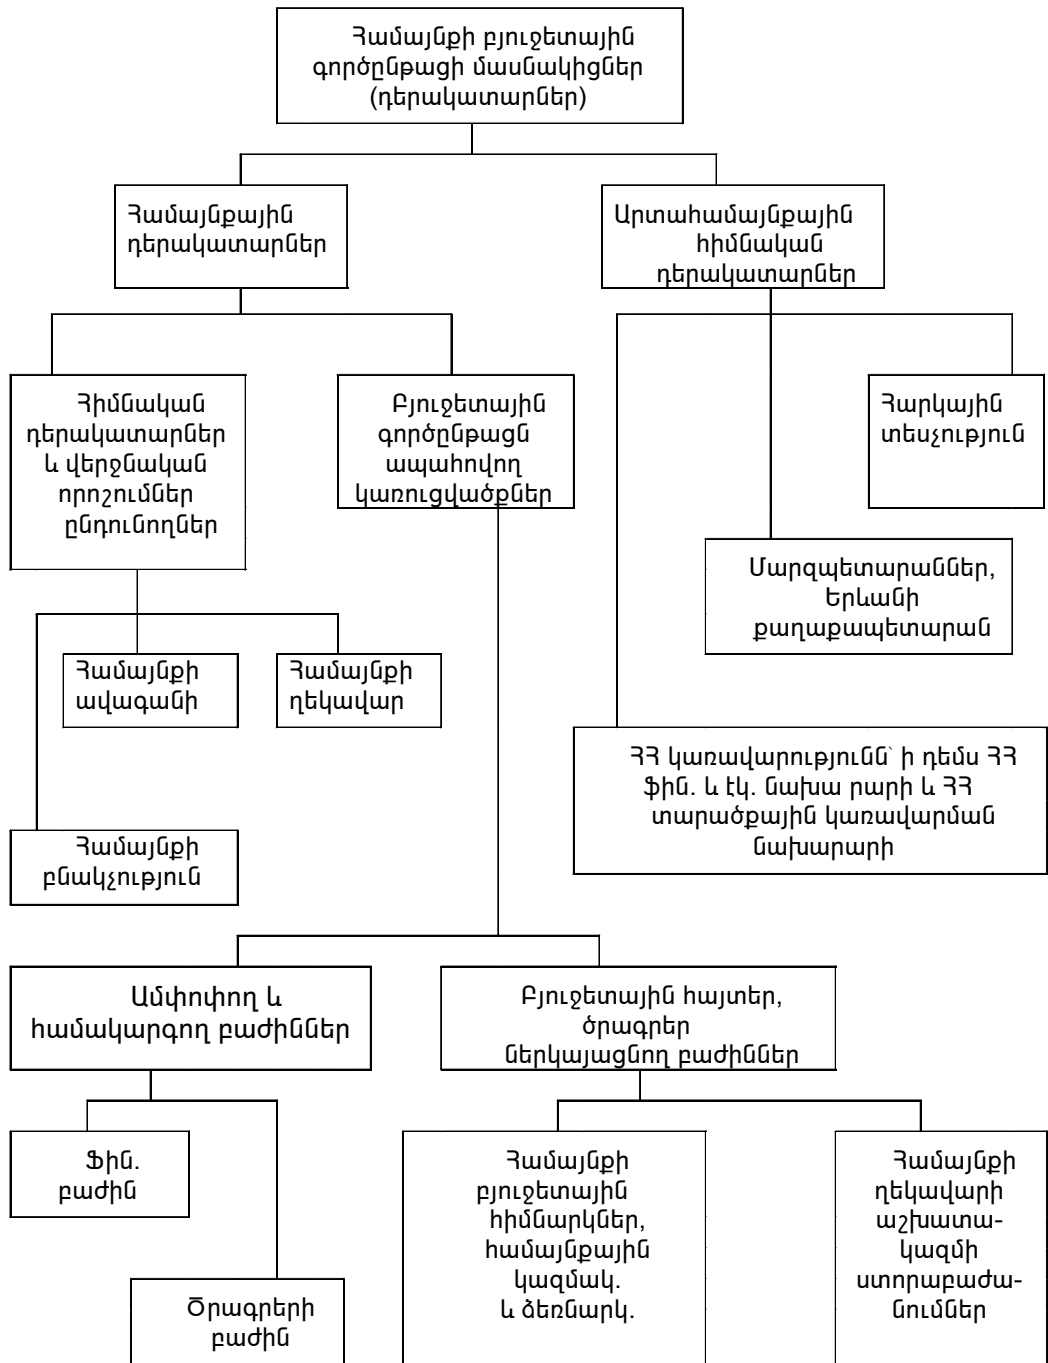 Համայնքի բյուջետային
գործընթացի մասնակիցներ
(դերակատարներ)
Համայնքային
դերակատարներ
Արտահամայնքային
հիմնական
դերակատարներ
Հիմնական
դերակատարներ
և վերջնական
որոշումներ
ընդունողներ
Բյուջետային
գործընթացն
ապահովող
կառուցվածքներ
Հարկային
տեսչություն
Մարզպետարաններ,
Երևանի
քաղաքապետարան
Համայնքի
ավագանի
Համայնքի
ղեկավար
ՀՀ կառավարությունն՝ ի դեմս ՀՀ
ֆին. և էկ. նախա րարի և ՀՀ
տարածքային կառավարման
նախարարի
Համայնքի
բնակչություն
Ամփոփող և
համակարգող բաժիններ
Բյուջետային հայտեր,
ծրագրեր
ներկայացնող բաժիններ
Ֆին.
բաժին
Ծրագրերի
բաժին
Համայնքի
բյուջետային
հիմնարկներ,
համայնքային
կազմակ.
և ձեռնարկ.
Համայնքի
ղեկավարի
աշխատա-
կազմի
ստորաբաժա-
նումներ